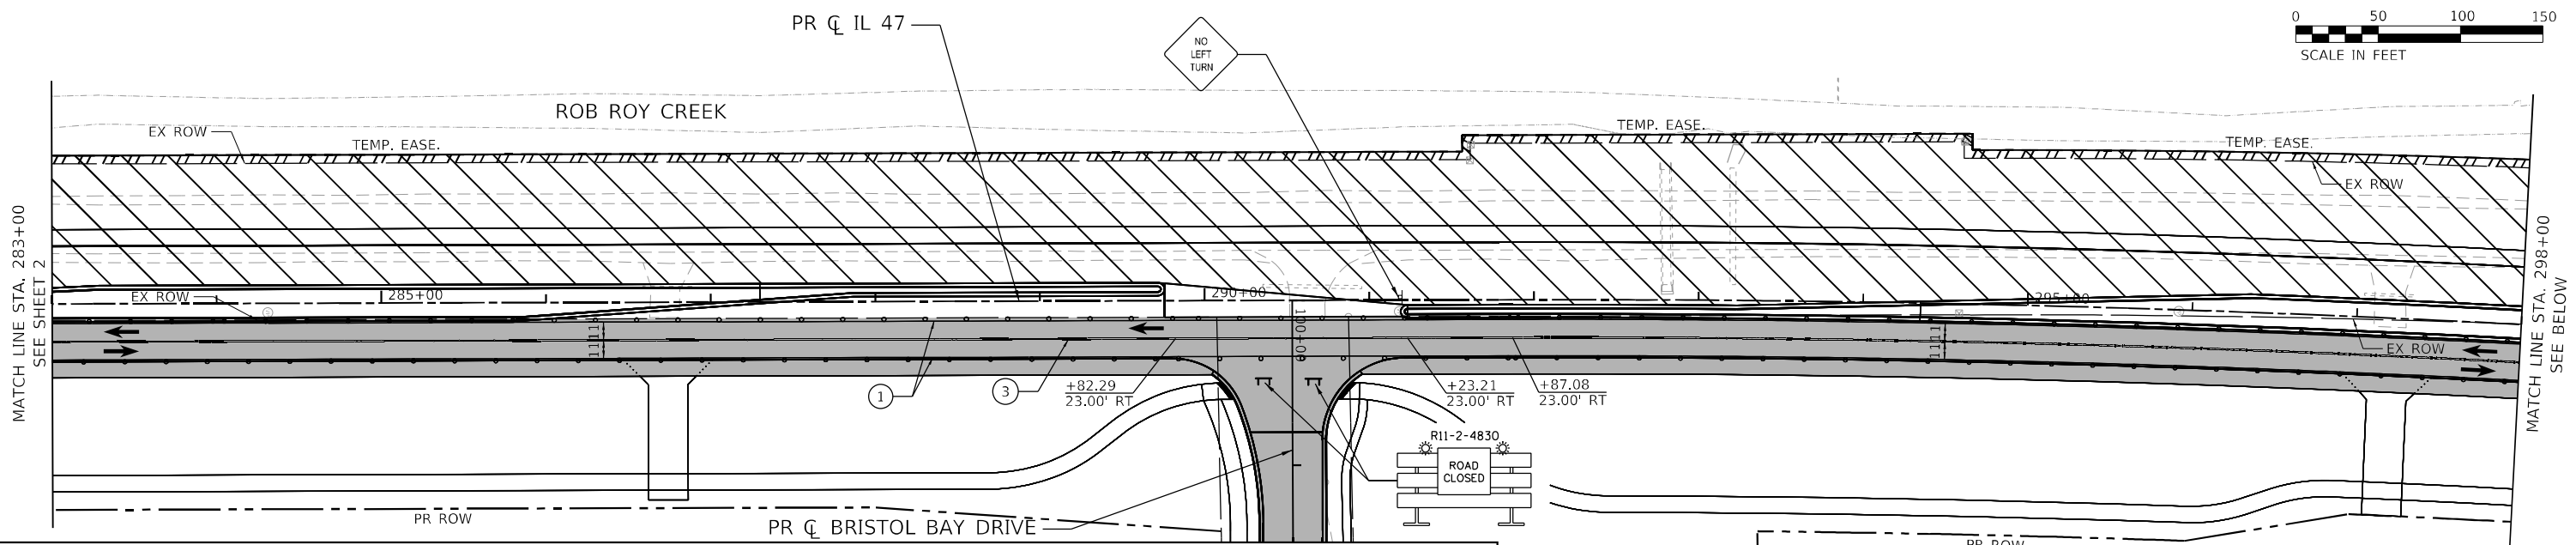 PR ℄ IL 47
NO
LEFT
TURN
0 50 100 150
SCALE IN FEET
ROB ROY CREEK
EX ROW
TEMP. EASE.
TEMP. EASE.
TEMP. EASE.
EX ROW
MATCH LINE STA. 283+00
SEE SHEET 2
EX ROW
285+00
290+00
295+00
MATCH LINE STA. 298+00
SEE BELOW
11
11
100+00
11
11
EX ROW
1
3
+82.29
23.00' RT
+23.21
23.00' RT
+87.08
23.00' RT
R11-2-4830
ROAD
CLOSED
PR ROW
PR ℄ BRISTOL BAY DRIVE
PR ROW